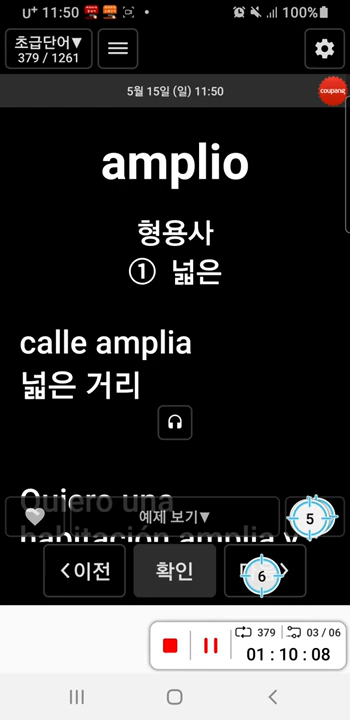 U+ 11:50 100%
초급단어▼
379 / 1261
5월 15일 (일) 11:50
coupang
amplio
형용사
① 넓은
calle amplia
넓은 거리
Quiero una
habitación amplia y
예제 보기▼
5
<이전
확인
6 >
379 03 / 06
01 : 10 : 08